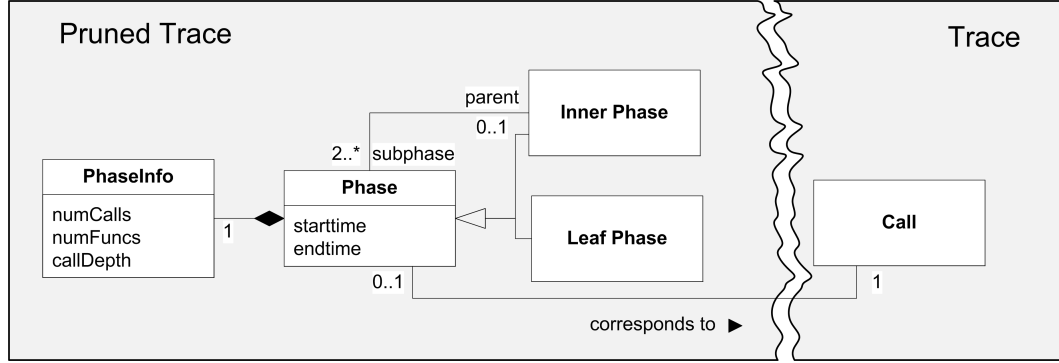 Pruned Trace
Trace
parent
0..1
Inner Phase
2..*
subphase
PhaseInfo
numCalls
numFuncs
callDepth
1
Phase
starttime
endtime
Leaf Phase
Call
0..1
1
corresponds to ►